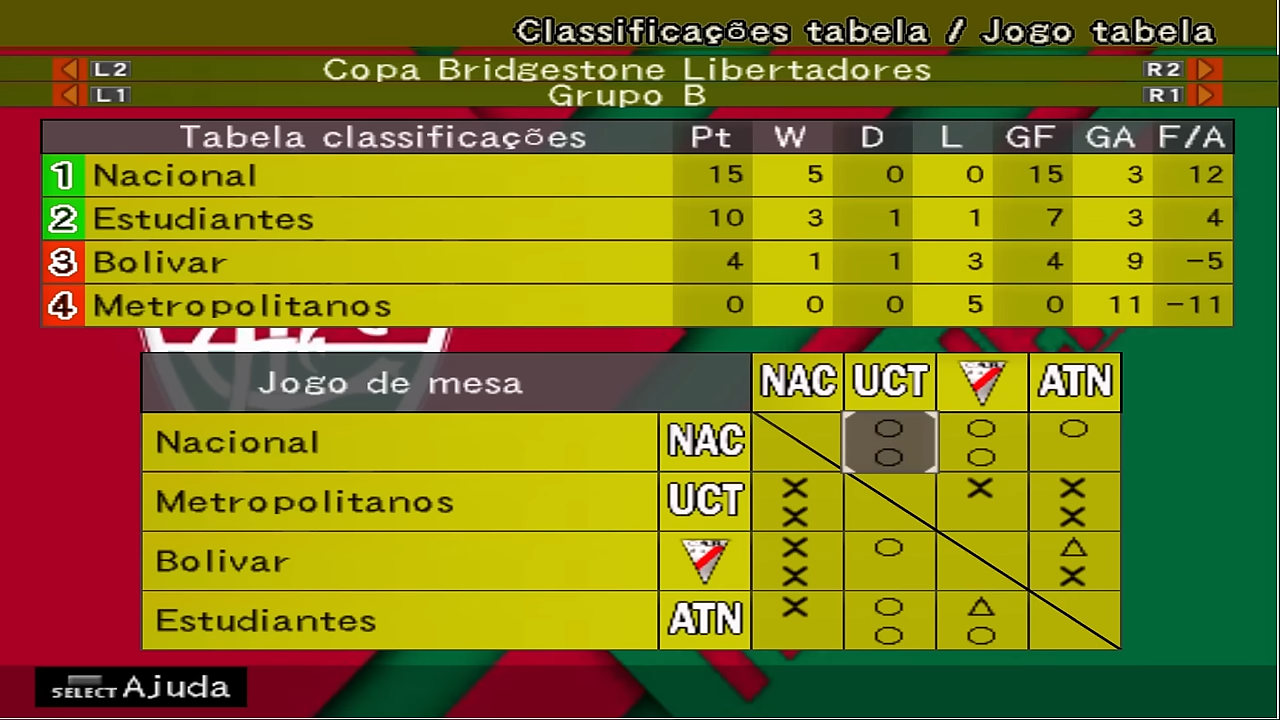 Classificações tabela / Jogo tabela
L2 Copa Bridgestone Libertadores R2
L1 Grupo B R1
Tabela classificações Pt W D L GF GA F/A
1 Nacional 15 5 0 0 15 3 12
2 Estudiantes 10 3 1 1 7 3 4
3 Bolivar 4 1 1 3 4 9 -5
4 Metropolitanos 0 0 0 5 0 11 -11
Jogo de mesa NAC UCT ATN
Nacional NAC
Metropolitanos UCT
Bolivar
Estudiantes ATN
SELECT Ajuda